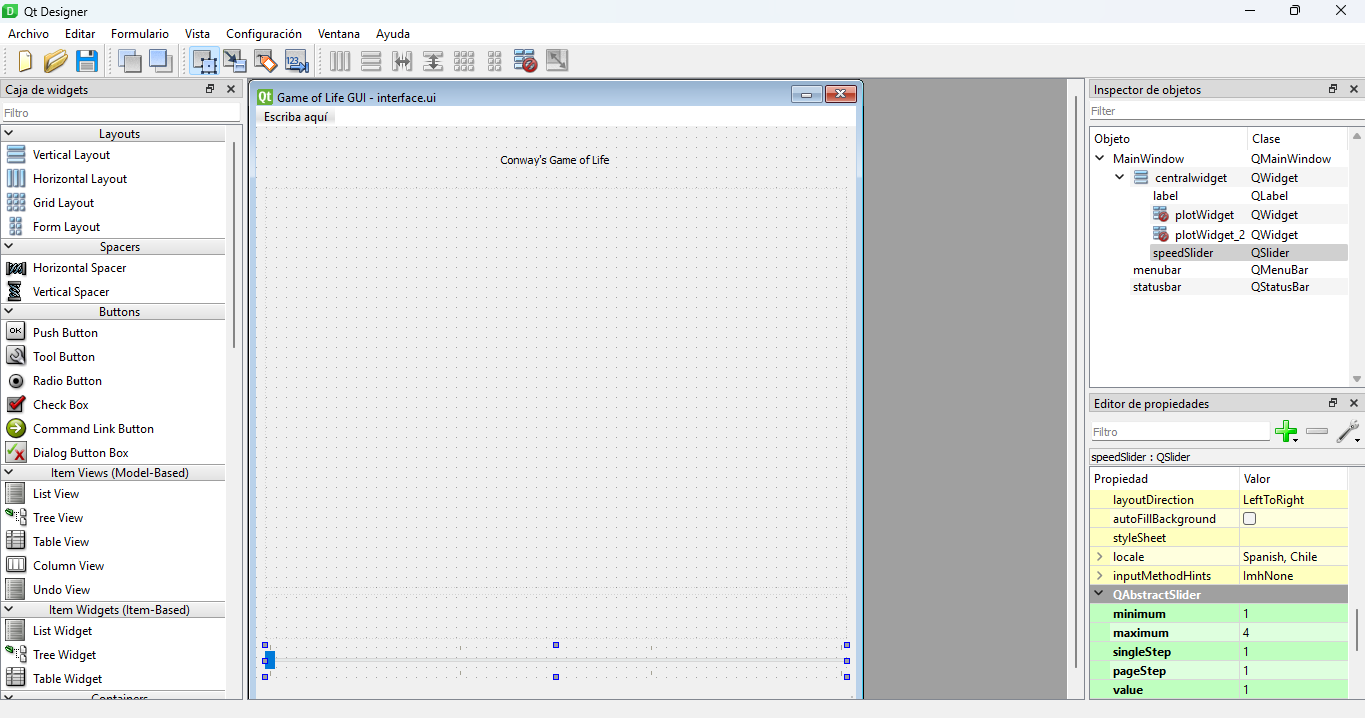 Qt Designer
Archivo Editar Formulario Vista Configuración Ventana Ayuda
Caja de widgets
Filtro
Layouts
Vertical Layout
Horizontal Layout
Grid Layout
Form Layout
Spacers
Horizontal Spacer
Vertical Spacer
Buttons
OK Push Button
Tool Button
Radio Button
Check Box
Command Link Button
Dialog Button Box
Item Views (Model-Based)
List View
Tree View
Table View
Column View
Undo View
Item Widgets (Item-Based)
List Widget
Tree Widget
Table Widget
Containers
Qt Game of Life GUI - interface.ui
Escriba aquí
Conway's Game of Life
Inspector de objetos
Filter
Objeto Clase
MainWindow QMainWindow
centralwidget QWidget
label QLabel
plotWidget QWidget
plotWidget_2 QWidget
speedSlider QSlider
menubar QMenuBar
statusbar QStatusBar
Editor de propiedades
Filtro
speedSlider : QSlider
Propiedad Valor
layoutDirection LeftToRight
autoFillBackground
styleSheet
locale Spanish, Chile
inputMethodHints ImhNone
QAbstractSlider
minimum 1
maximum 4
singleStep 1
pageStep 1
value 1